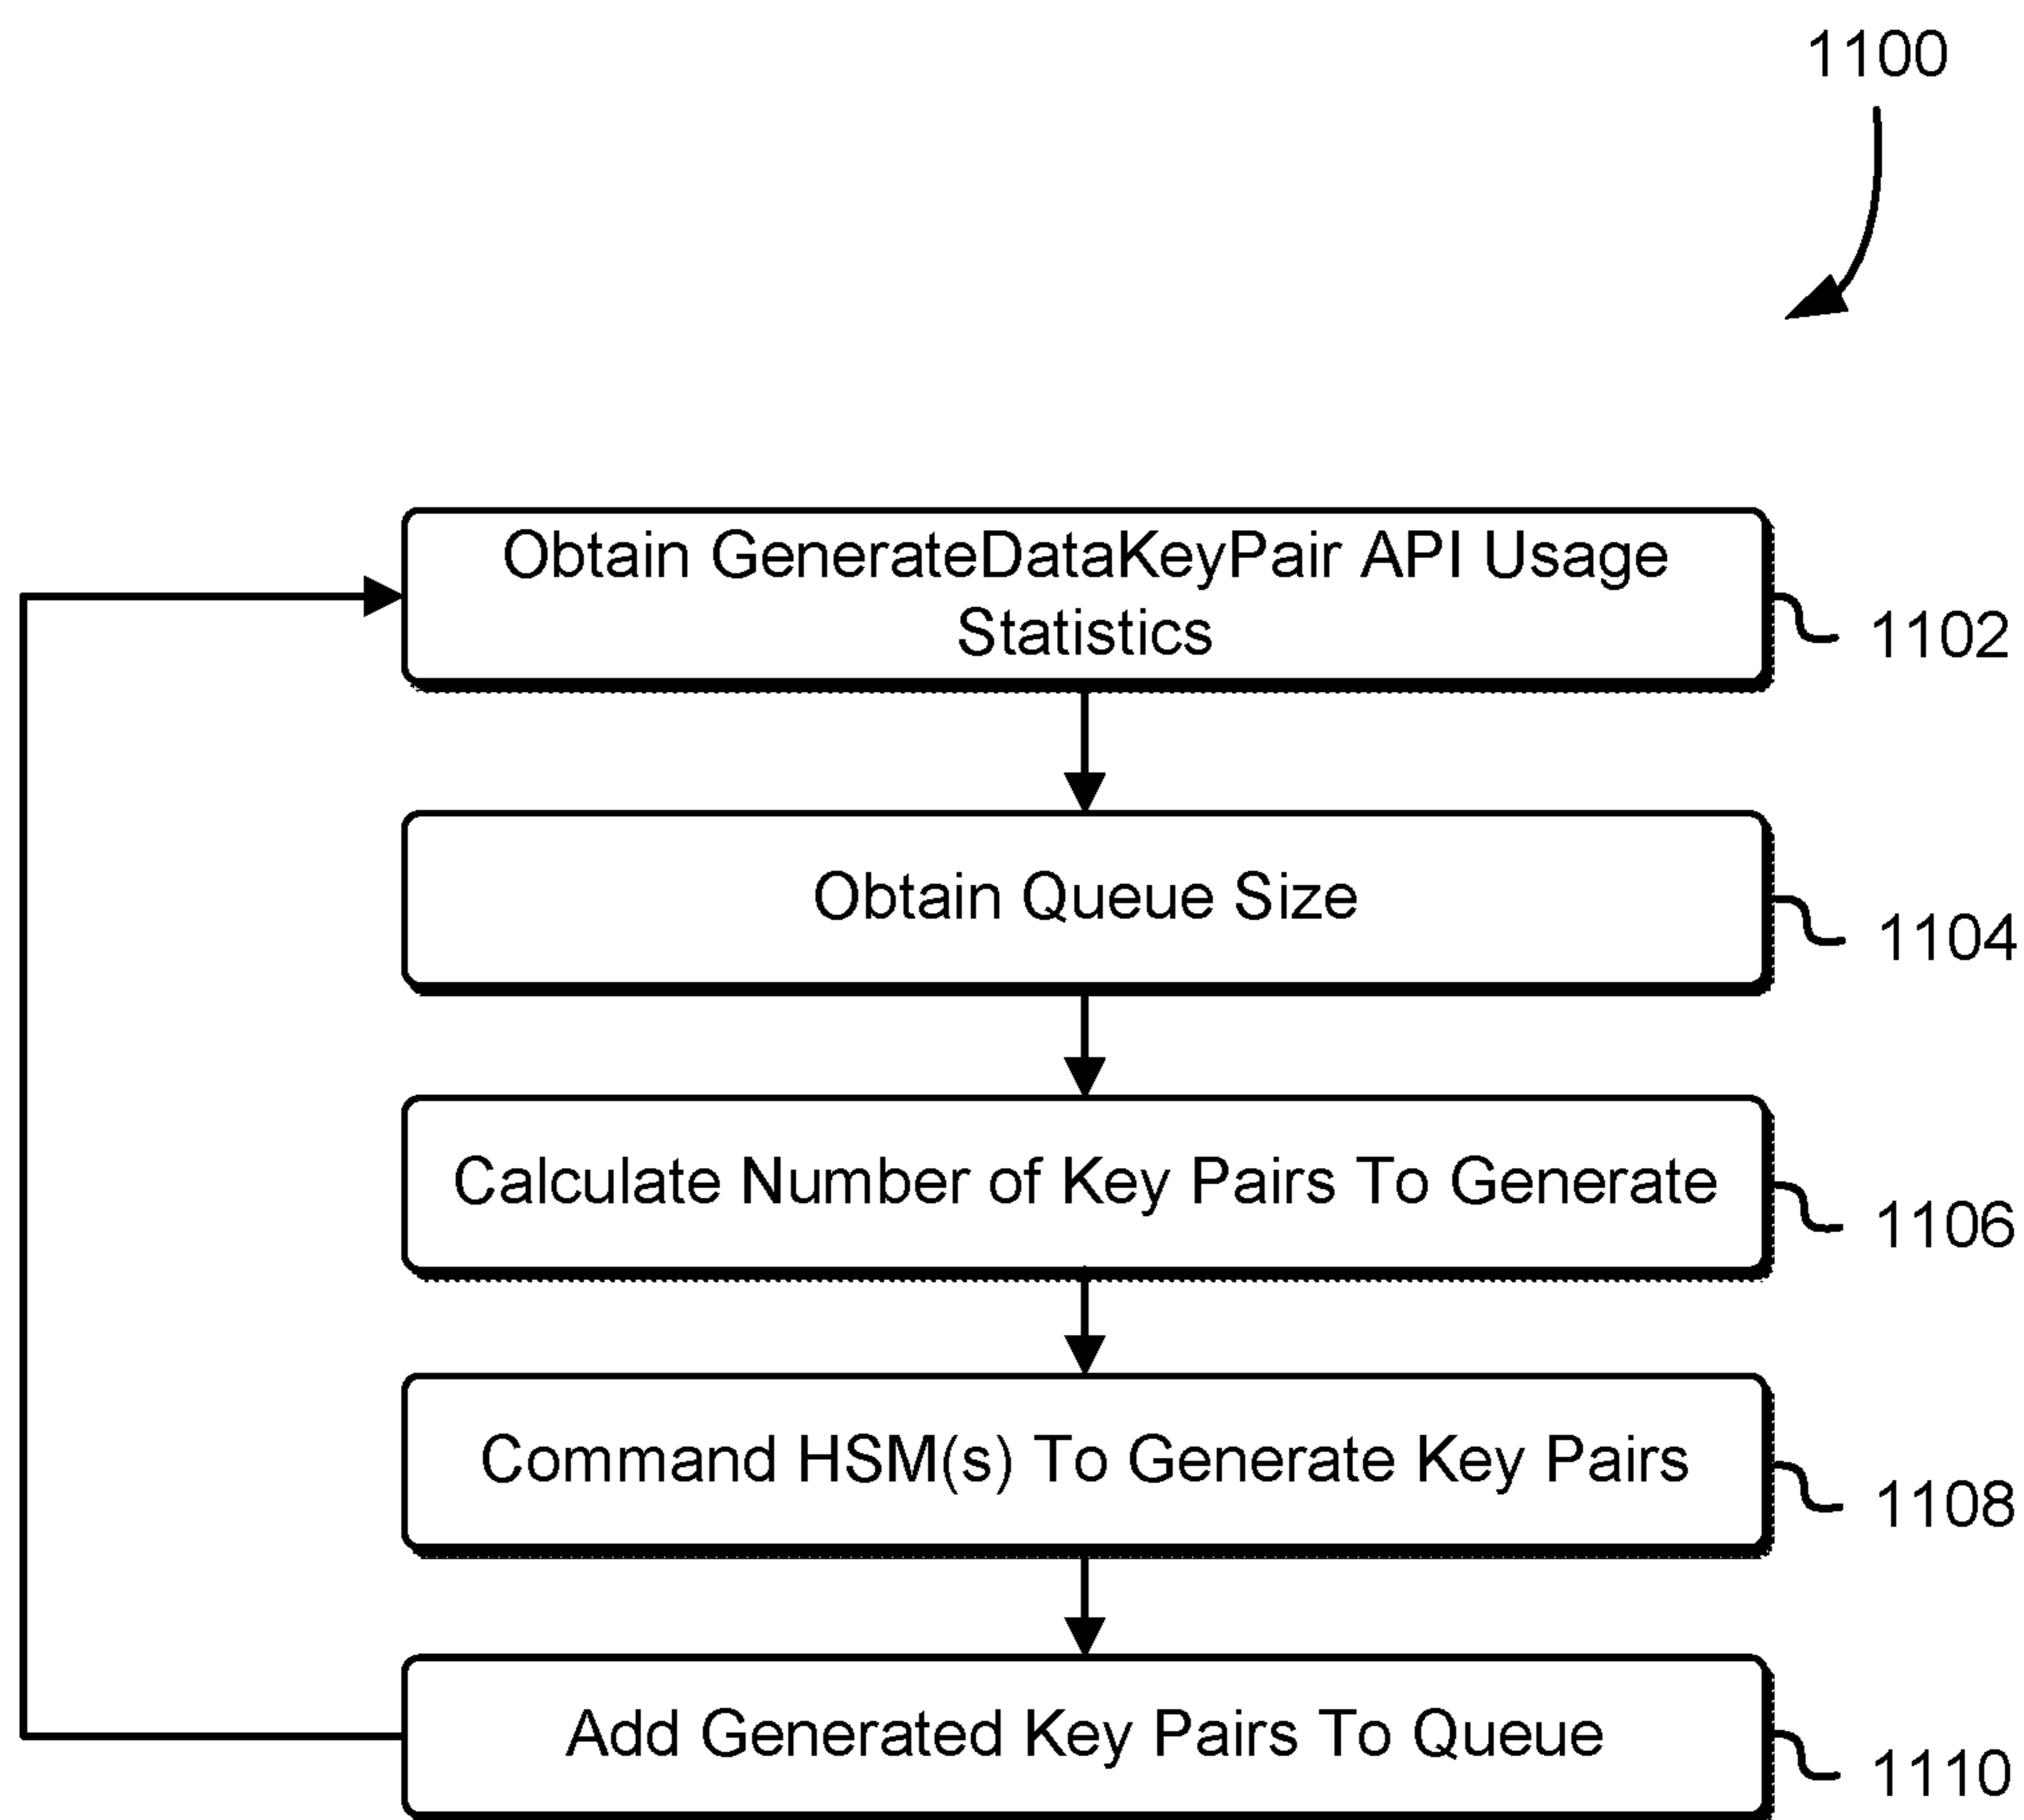 1100
Obtain GenerateDataKeyPair API Usage
Statistics
1102
Obtain Queue Size
1104
Calculate Number of Key Pairs To Generate
1106
Command HSM(s) To Generate Key Pairs
1108
Add Generated Key Pairs To Queue
1110